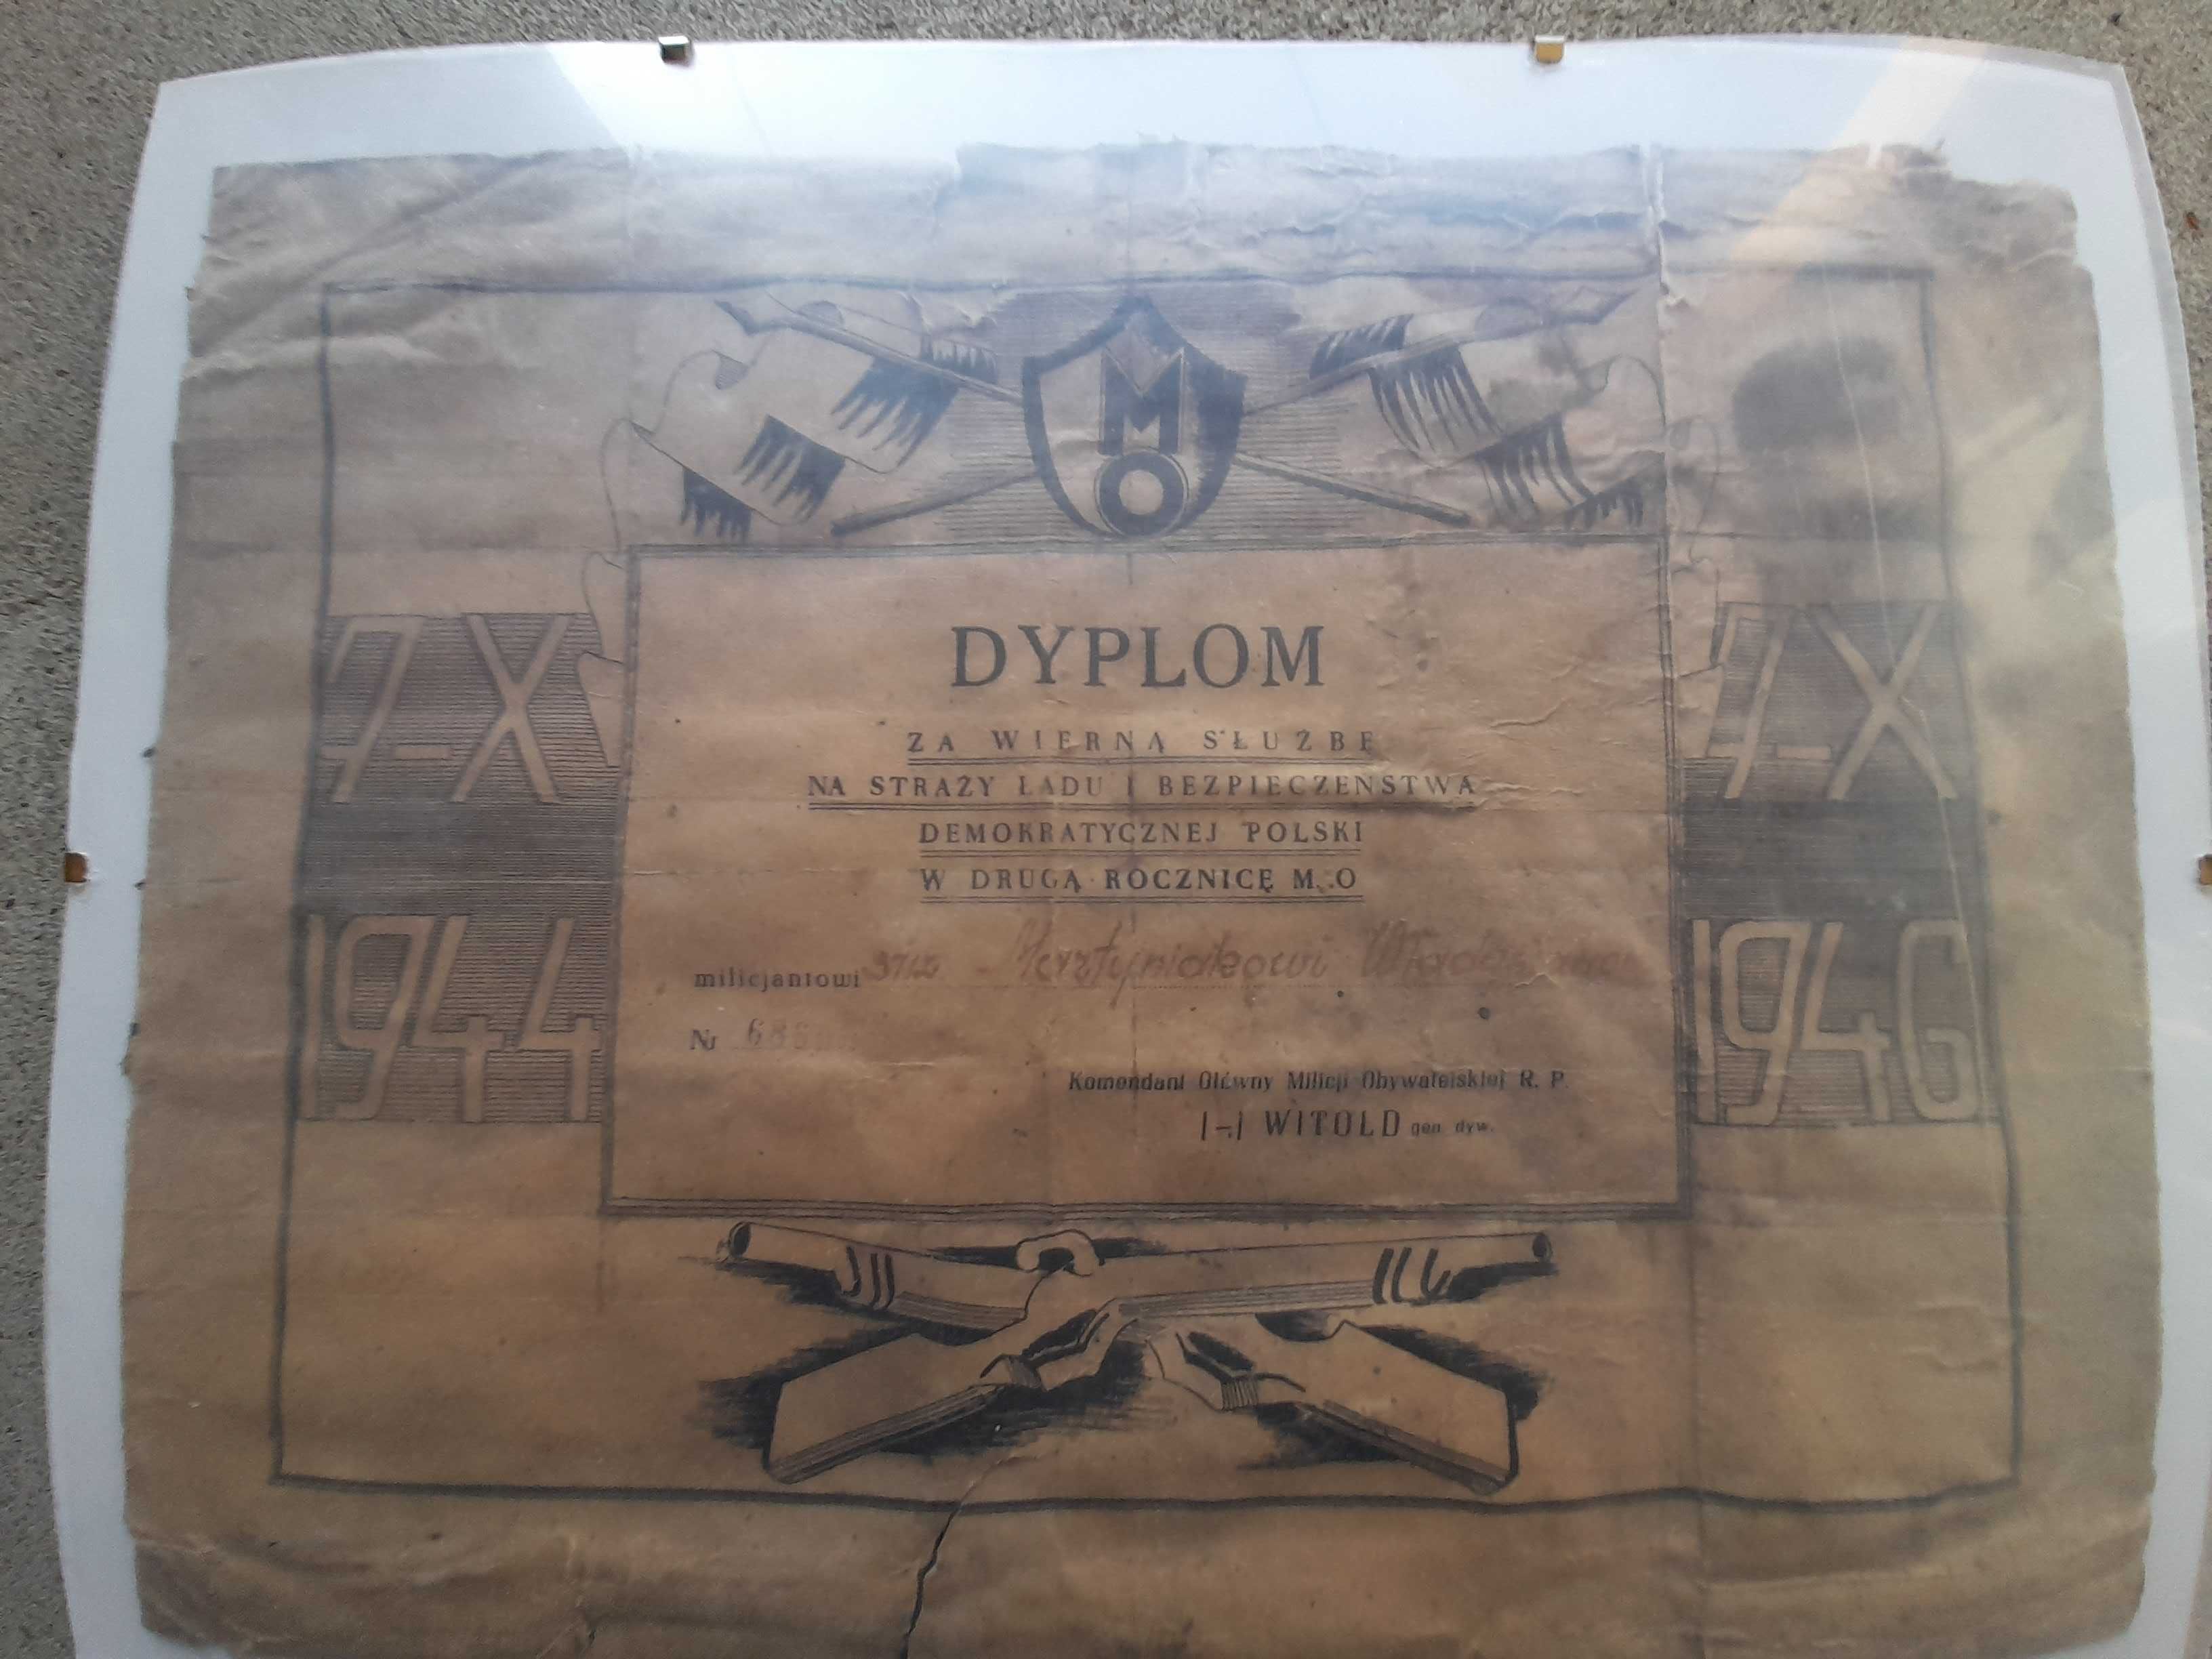 M
O
7-X
1944
7-X
1946
DYPLOM
ZA WIERNĄ SŁUŻBĘ
NA STRAŻY ŁADU I BEZPIECZEŃSTWA
DEMOKRATYCZNEJ POLSKI
W DRUGĄ ROCZNICĘ M.O
milicjantowi
Nr
Komendant Główny Milicji Obywatelskiej R. P.
/-/ WITOLD gen. dyw.